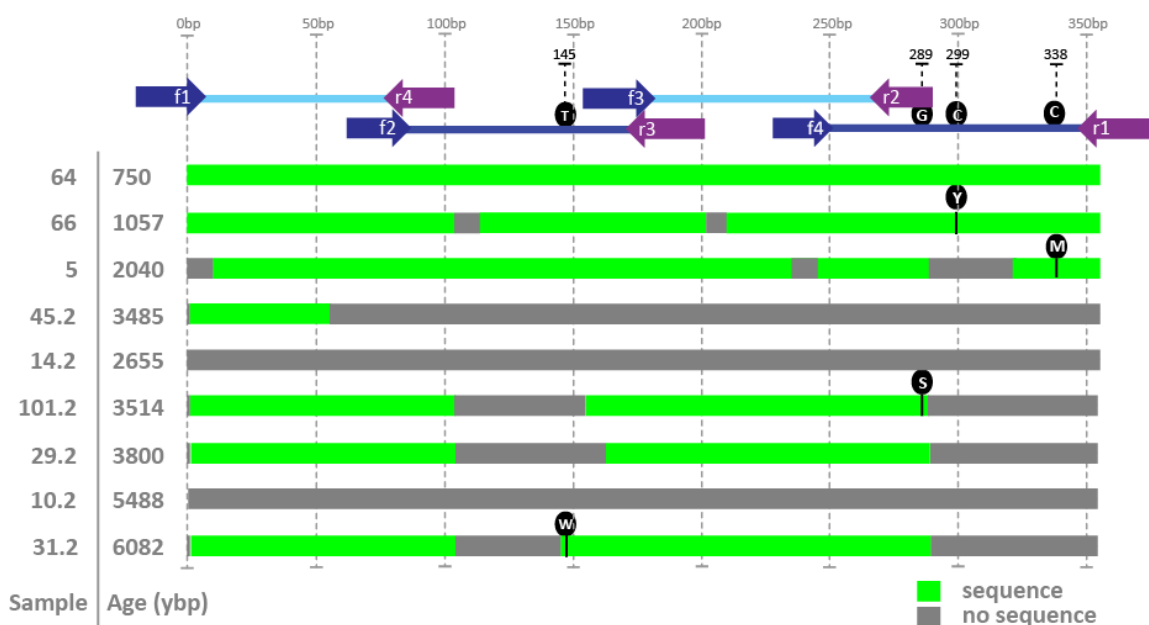 0bp 50bp 100bp 150bp 200bp 250bp 300bp 350bp
145 289 299 338
f1 r4 f3 r2
f2 T r3 f4 G C C r1
64 750
Y
66 1057
M
5 2040
45.2 3485
14.2 2655
S
101.2 3514
29.2 3800
10.2 5488
W
31.2 6082
sequence
Sample Age (ybp)
no sequence